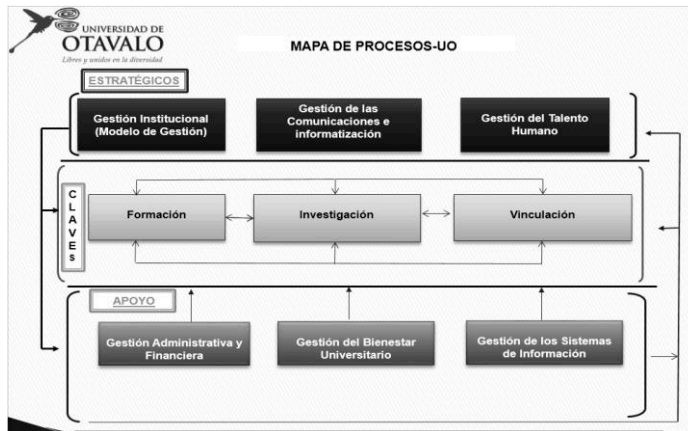 UNIVERSIDAD DE
OTAVALO
Libres y unidos en la diversidad
MAPA DE PROCESOS-UO
ESTRATÉGICOS
Gestión Institucional
(Modelo de Gestión)
Gestión de las
Comunicaciones e
informatización
Gestión del Talento
Humano
CLAVEs
Formación
Investigación
Vinculación
APOYO
Gestión Administrativa y
Financiera
Gestión del Bienestar
Universitario
Gestión de los Sistemas
de Información